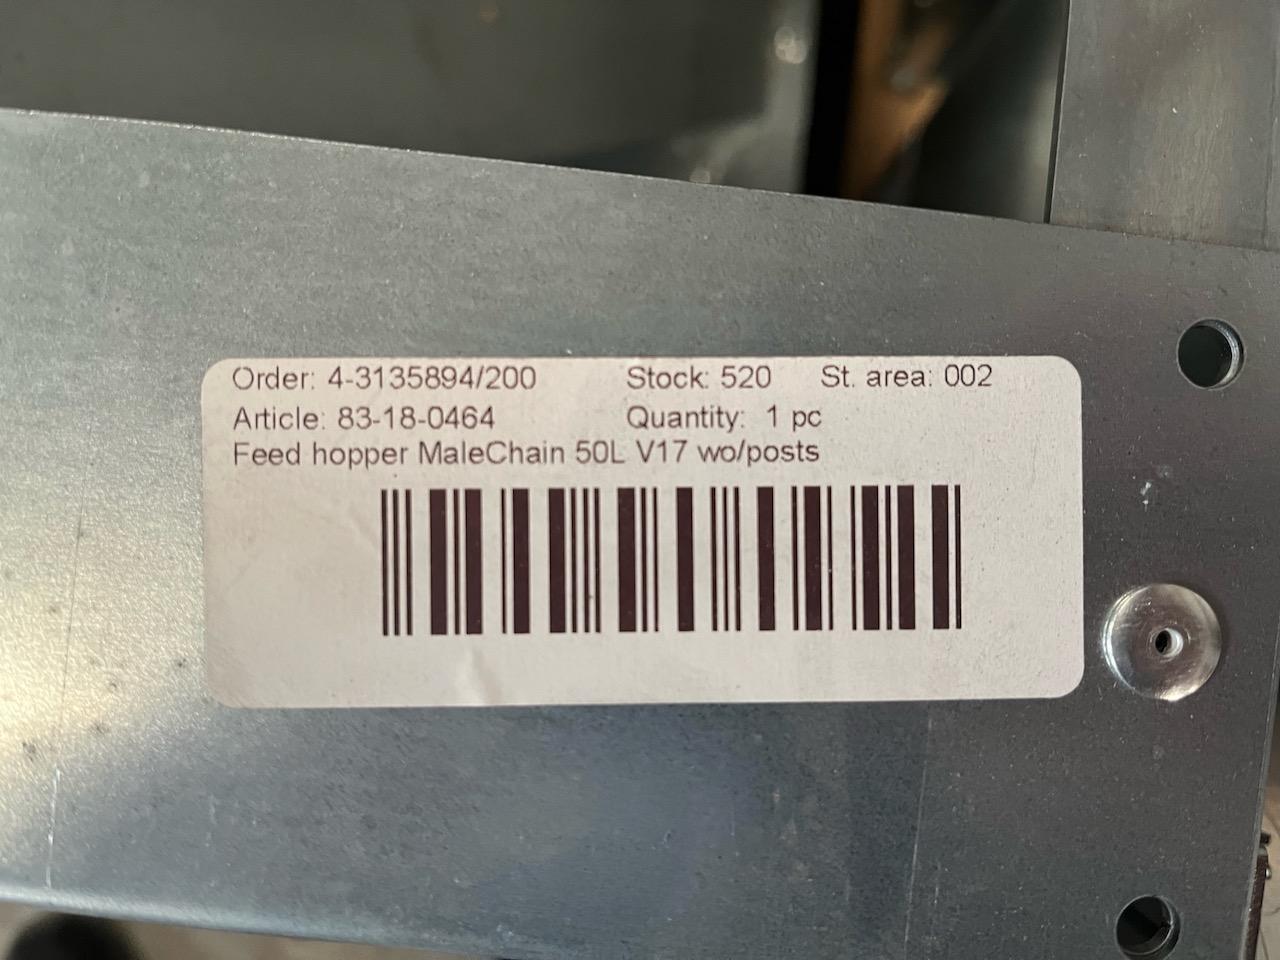 Order: 4-3135894/200 Stock: 520 St. area: 002
Article: 83-18-0464 Quantity: 1 pc
Feed hopper MaleChain 50L V17 wo/posts